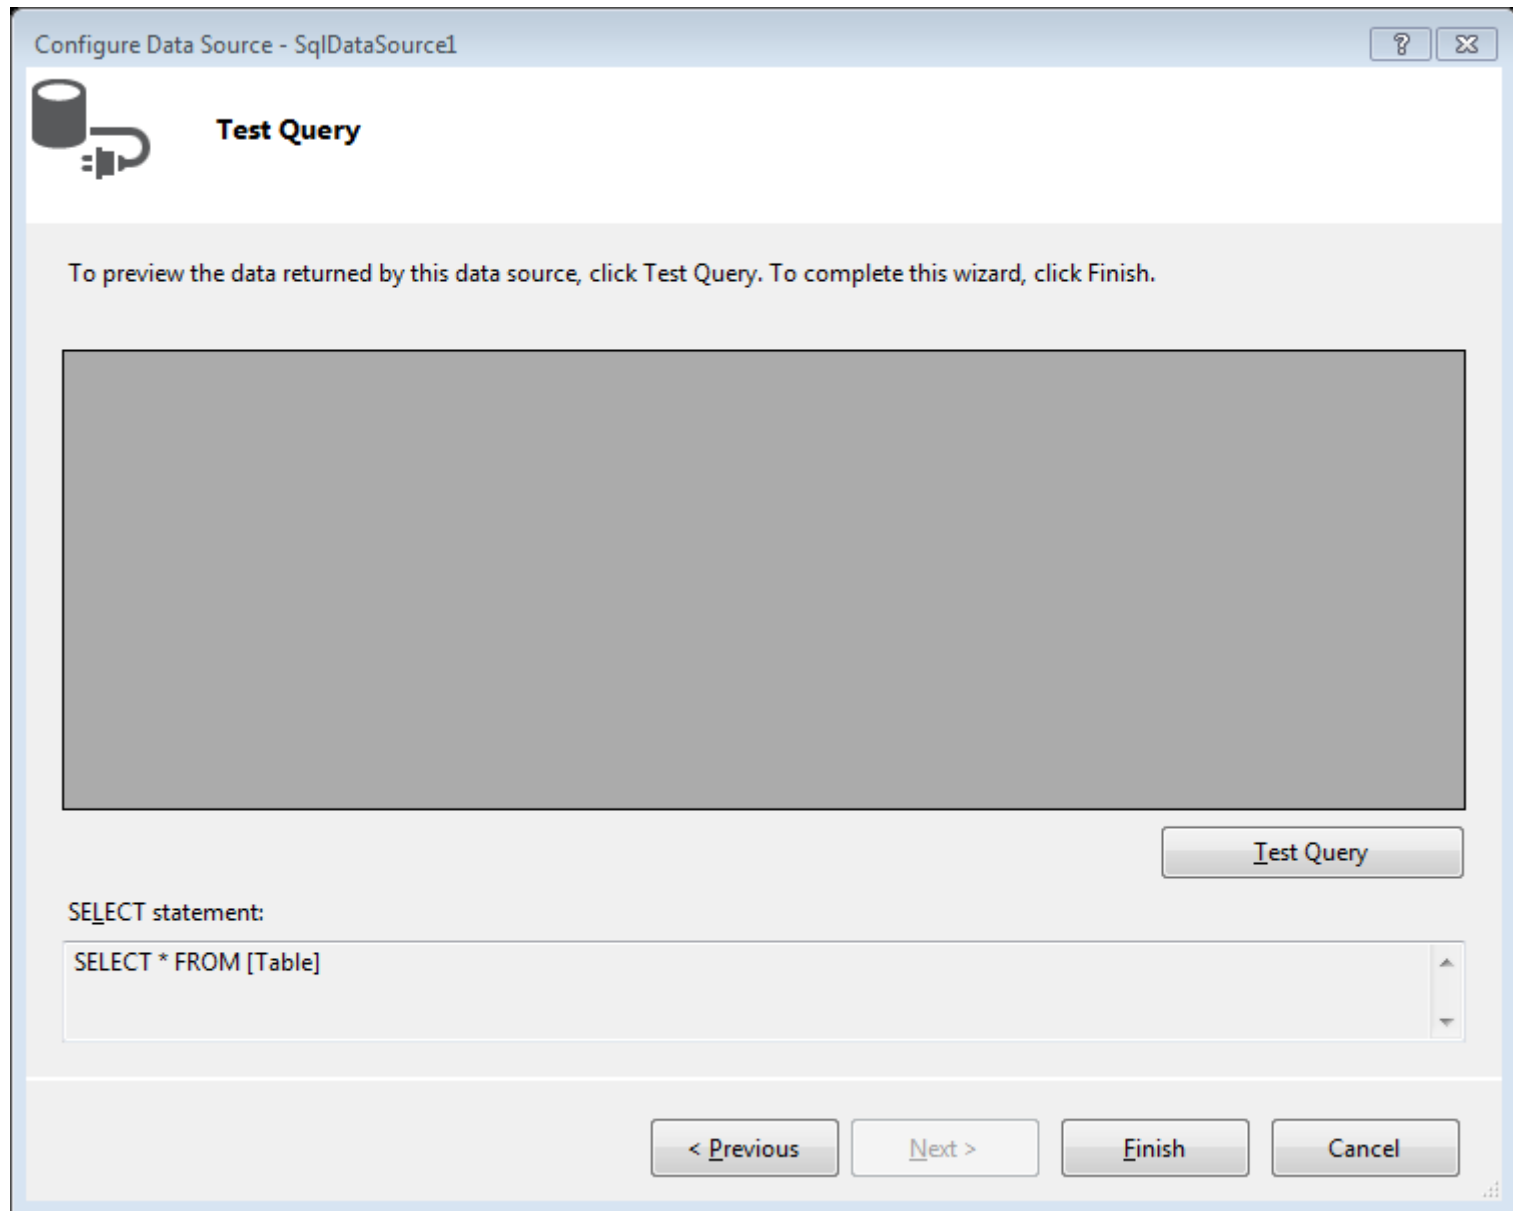 Configure Data Source - SqlDataSource1
Test Query
To preview the data returned by this data source, click Test Query. To complete this wizard, click Finish.
Test Query
SELECT statement:
SELECT * FROM [Table]
< Previous
Next >
Finish
Cancel